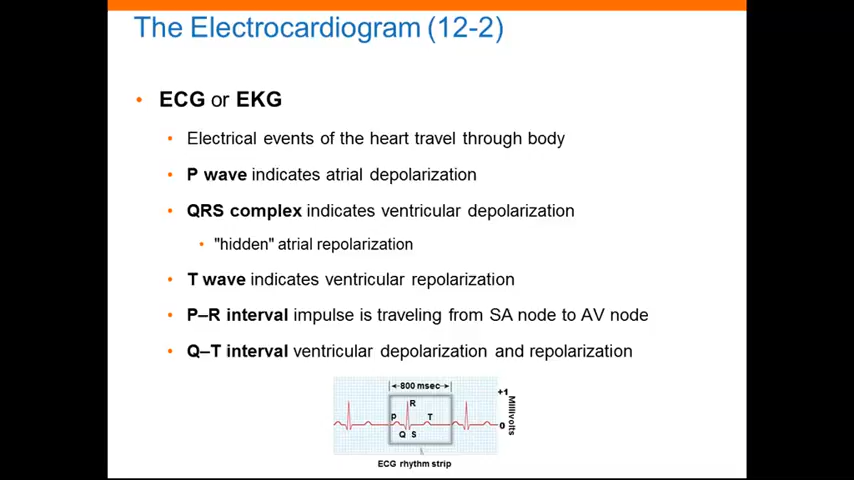 The Electrocardiogram (12-2)
• ECG or EKG
• Electrical events of the heart travel through body
• P wave indicates atrial depolarization
• QRS complex indicates ventricular depolarization
• "hidden" atrial repolarization
• T wave indicates ventricular repolarization
• P–R interval impulse is traveling from SA node to AV node
• Q–T interval ventricular depolarization and repolarization
800 msec
+1
R
P
T
0
Q S
Millivolts
ECG rhythm strip